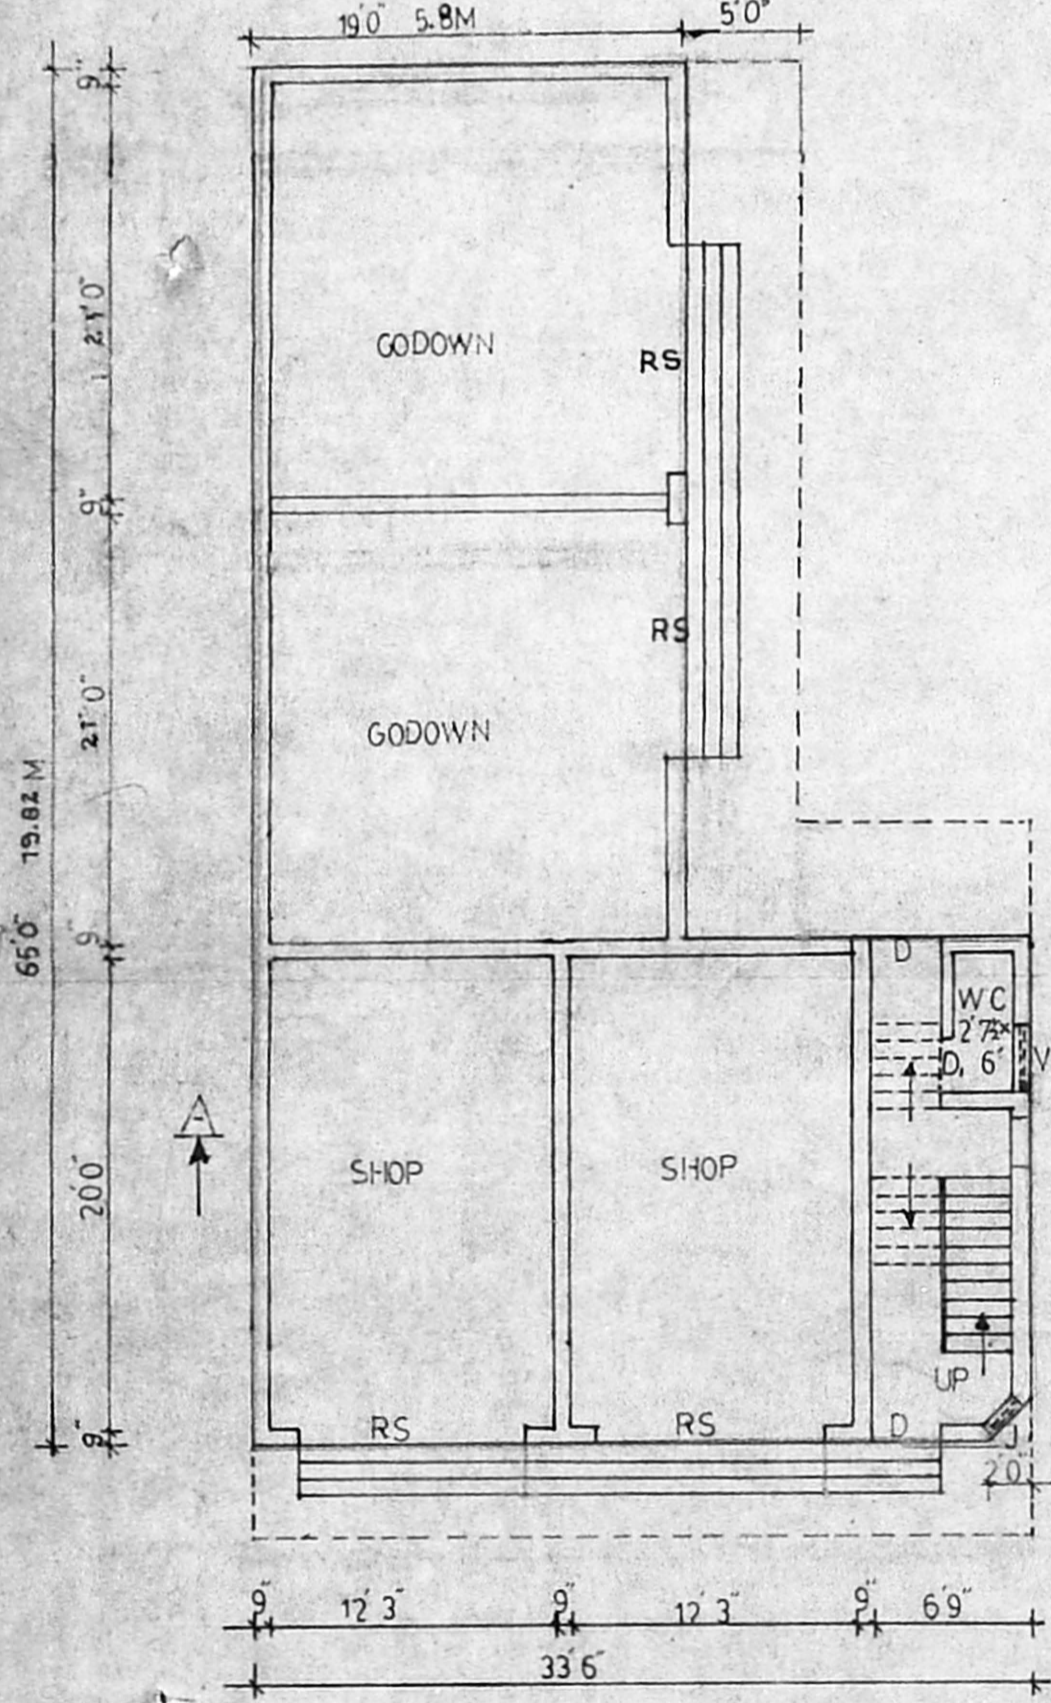 19'0" 5.8M
5'0"
9"
21'0"
GODOWN
RS
9"
GODOWN
RS
21'0"
65'0" 19.82 M
9"
D
WC
2'7½"×
D, 6'
V
A
SHOP
SHOP
20'0"
UP
RS
RS
D
J
9"
2'0"
9"
12'3"
9"
12'3"
9"
6'9"
33'6"